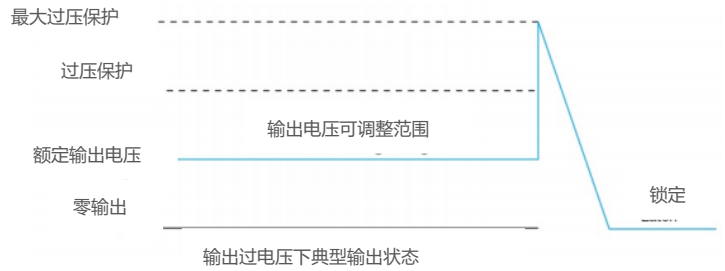 最大过压保护
过压保护
输出电压可调整范围
额定输出电压
锁定
零输出
输出过电压下典型输出状态